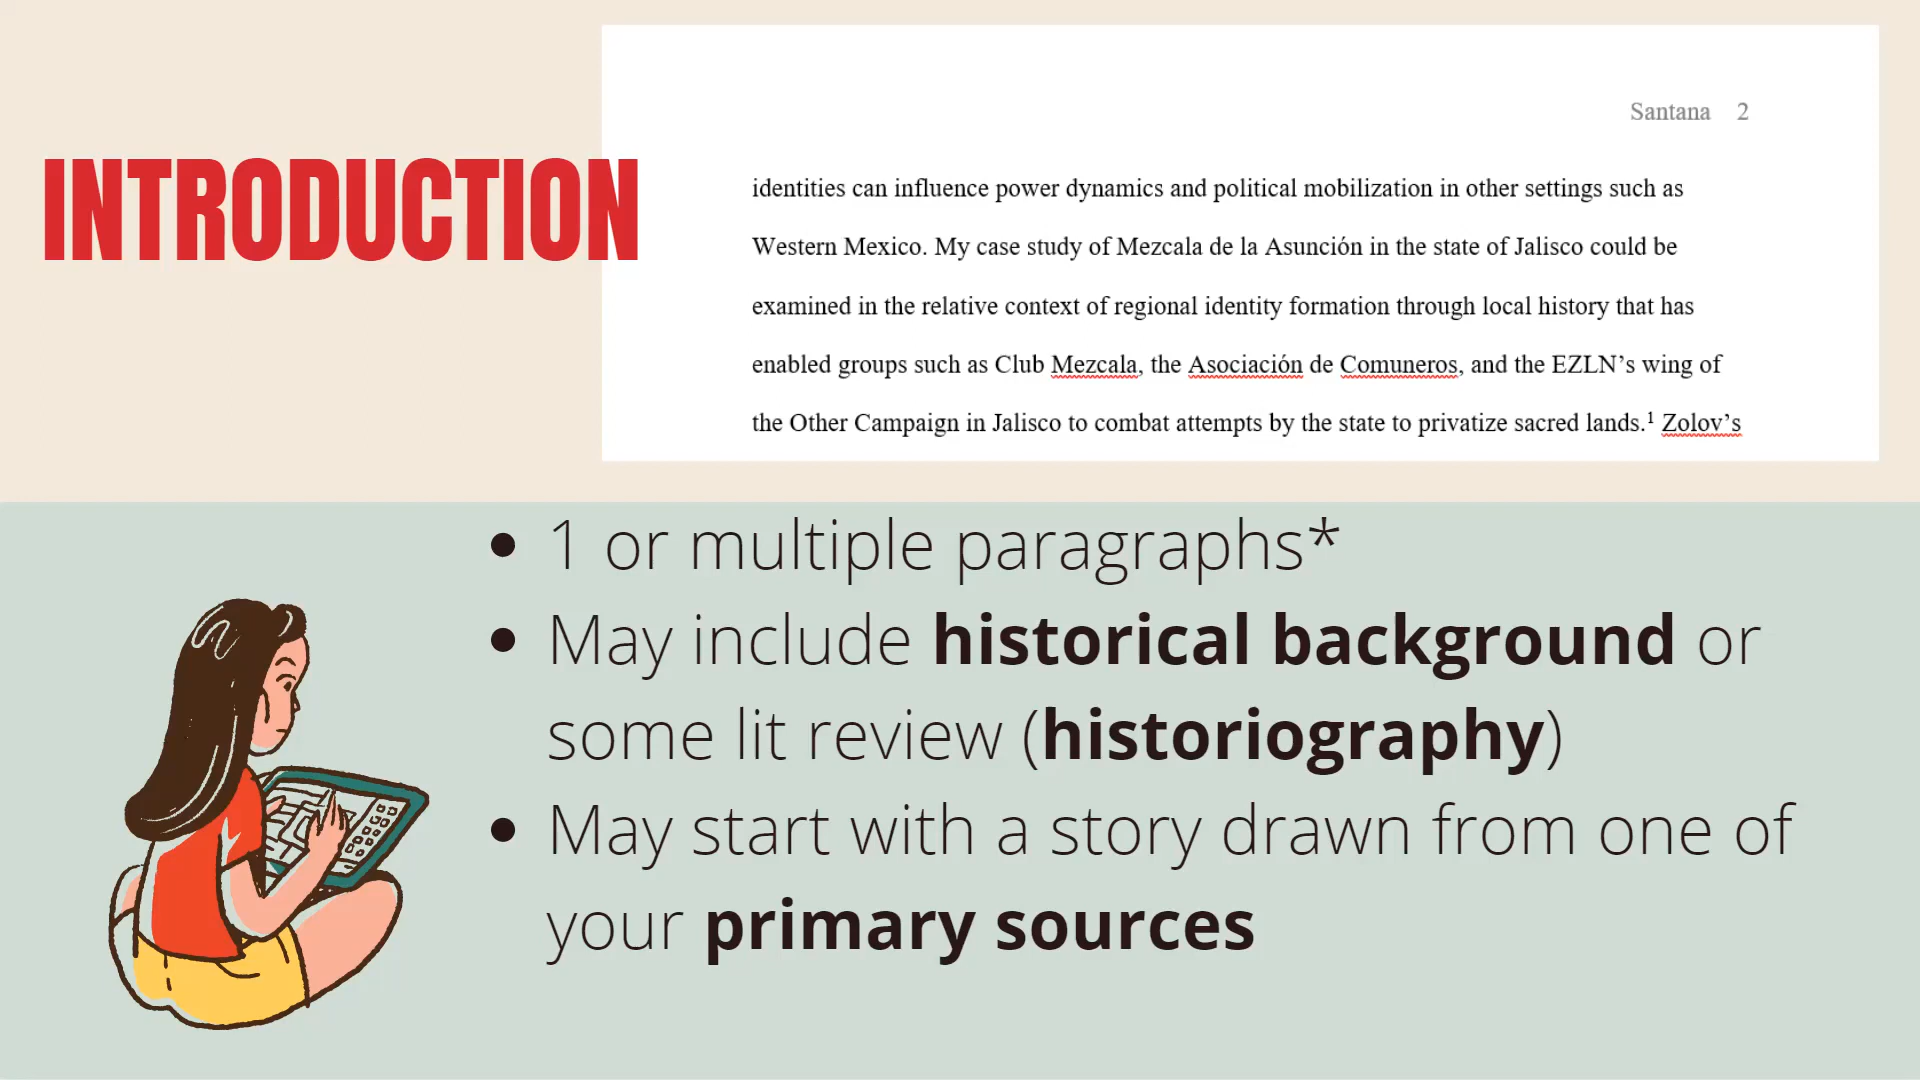 INTRODUCTION
Santana 2
identities can influence power dynamics and political mobilization in other settings such as
Western Mexico. My case study of Mezcala de la Asunción in the state of Jalisco could be
examined in the relative context of regional identity formation through local history that has
enabled groups such as Club Mezcala, the Asociación de Comuneros, and the EZLN’s wing of
the Other Campaign in Jalisco to combat attempts by the state to privatize sacred lands.¹ Zolov’s
• 1 or multiple paragraphs*
• May include historical background or
some lit review (historiography)
• May start with a story drawn from one of
your primary sources